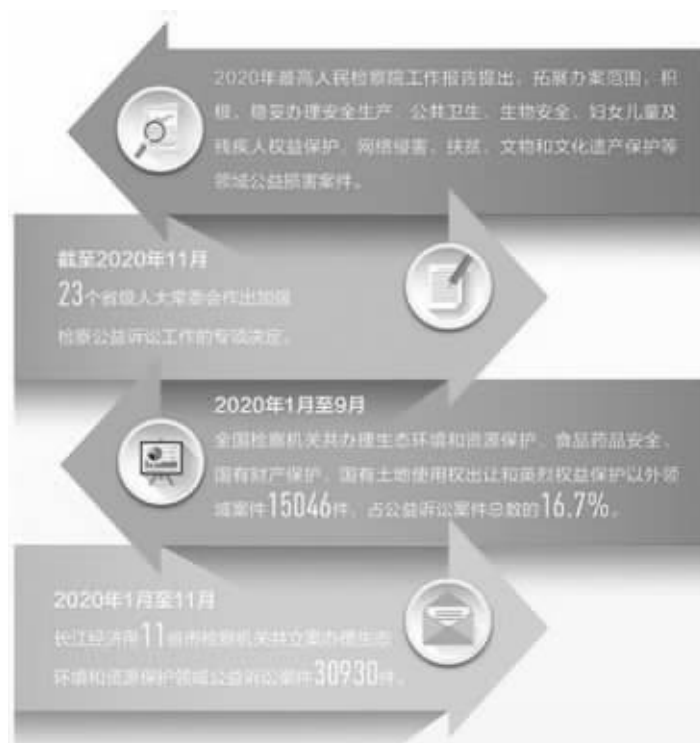 2020年最高人民检察院工作报告提出，拓展办案范围，积
极、稳妥办理安全生产、公共卫生、生物安全、妇女儿童及
残疾人权益保护、网络侵害、扶贫、文物和文化遗产保护等
领域公益损害案件。
截至2020年11月
23个省级人大常委会作出加强
检察公益诉讼工作的专项决定。
2020年1月至9月
全国检察机关共办理生态环境和资源保护、食品药品安全、
国有财产保护、国有土地使用权出让和英烈权益保护以外领
域案件15046件，占公益诉讼案件总数的16.7%。
2020年1月至11月
长江经济带11省市检察机关共立案办理生态
环境和资源保护领域公益诉讼案件30930件。